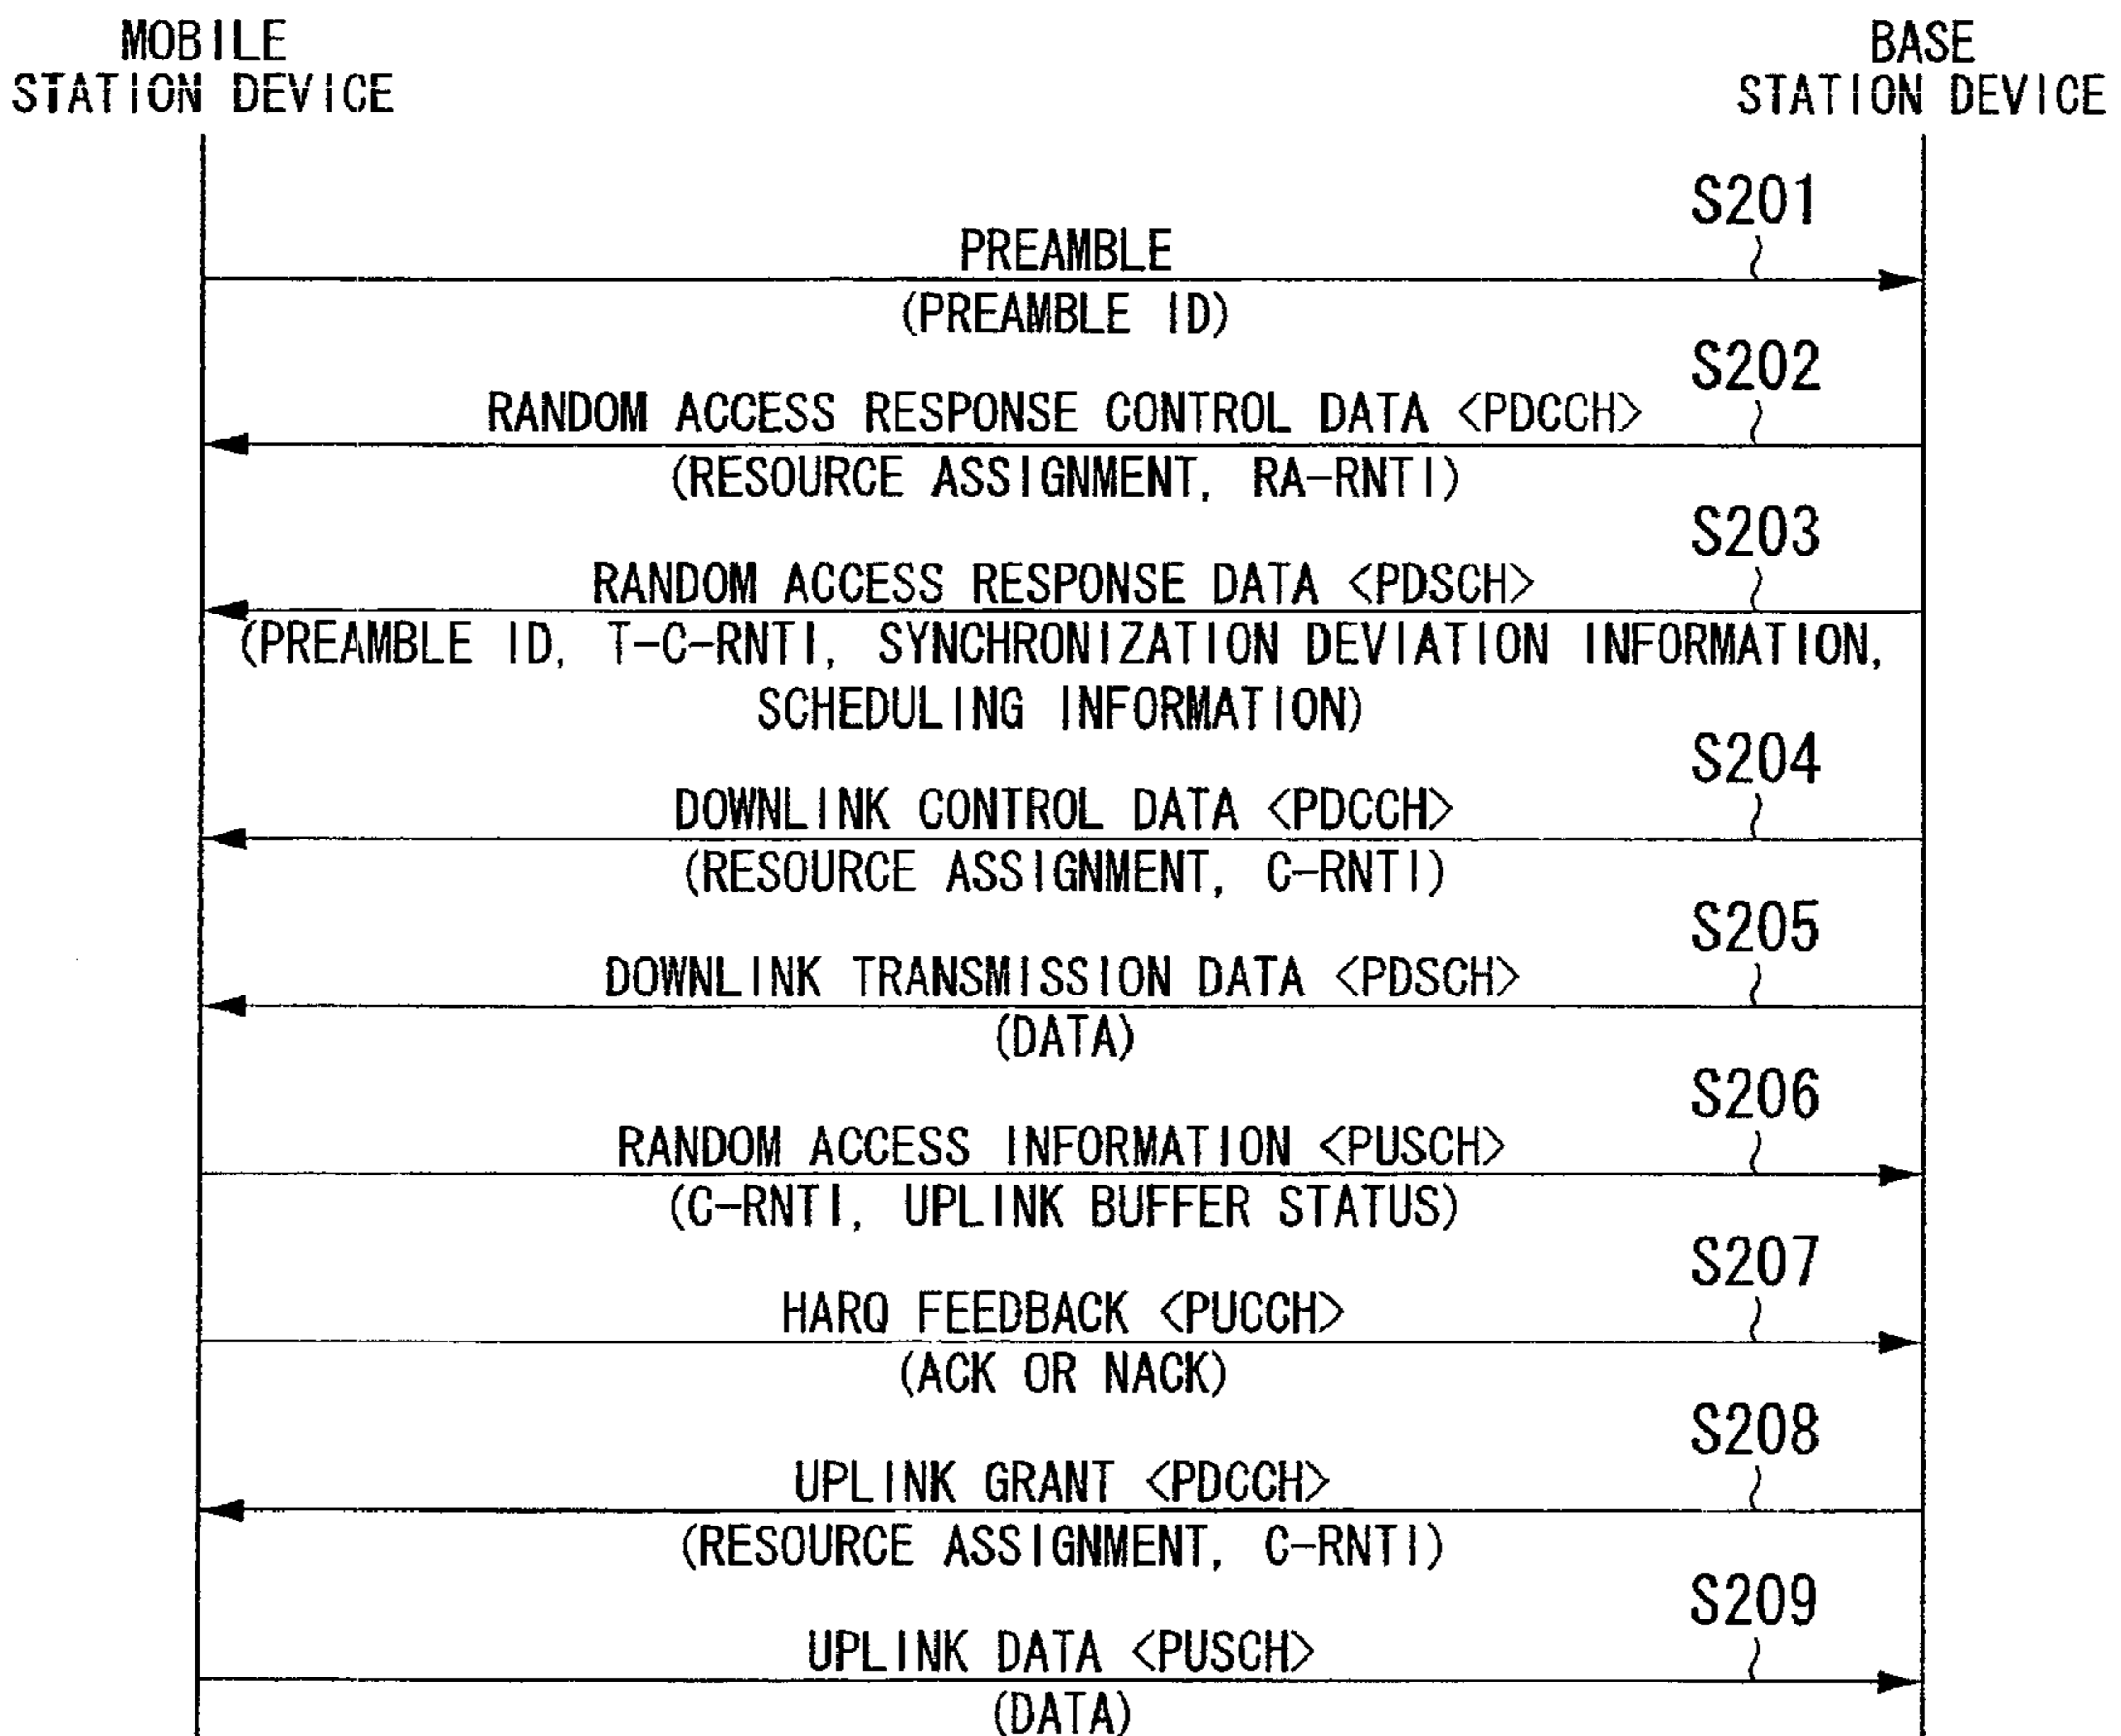 MOBILE
STATION DEVICE
BASE
STATION DEVICE
S201
PREAMBLE
(PREAMBLE ID)
S202
RANDOM ACCESS RESPONSE CONTROL DATA <PDCCH>
(RESOURCE ASSIGNMENT, RA-RNTI)
S203
RANDOM ACCESS RESPONSE DATA <PDSCH>
(PREAMBLE ID, T-C-RNTI, SYNCHRONIZATION DEVIATION INFORMATION,
SCHEDULING INFORMATION)
S204
DOWNLINK CONTROL DATA <PDCCH>
(RESOURCE ASSIGNMENT, C-RNTI)
S205
DOWNLINK TRANSMISSION DATA <PDSCH>
(DATA)
S206
RANDOM ACCESS INFORMATION <PUSCH>
(C-RNTI, UPLINK BUFFER STATUS)
S207
HARQ FEEDBACK <PUCCH>
(ACK OR NACK)
S208
UPLINK GRANT <PDCCH>
(RESOURCE ASSIGNMENT, C-RNTI)
S209
UPLINK DATA <PUSCH>
(DATA)